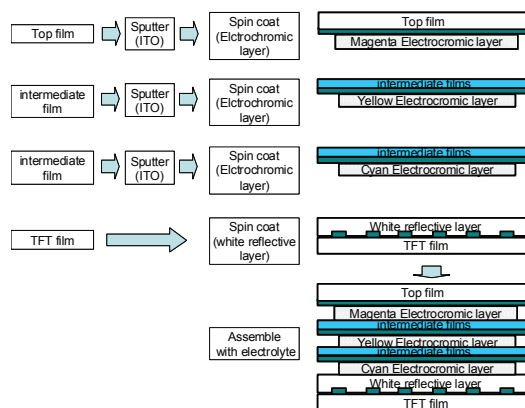 Top film
Sputter
(ITO)
Spin coat
(Elctrochromic
layer)
Top film
Magenta Electrocromic layer
intermediate
film
Sputter
(ITO)
Spin coat
(Elctrochromic
layer)
intermediate films
Yellow Electrocromic layer
intermediate
film
Sputter
(ITO)
Spin coat
(Elctrochromic
layer)
intermediate films
Cyan Electrocromic layer
TFT film
Spin coat
(white reflective
layer)
White reflective layer
TFT film
Assemble
with electrolyte
Top film
Magenta Electrocromic layer
intermediate films
Yellow Electrocromic layer
intermediate films
Cyan Electrocromic layer
White reflective layer
TFT film